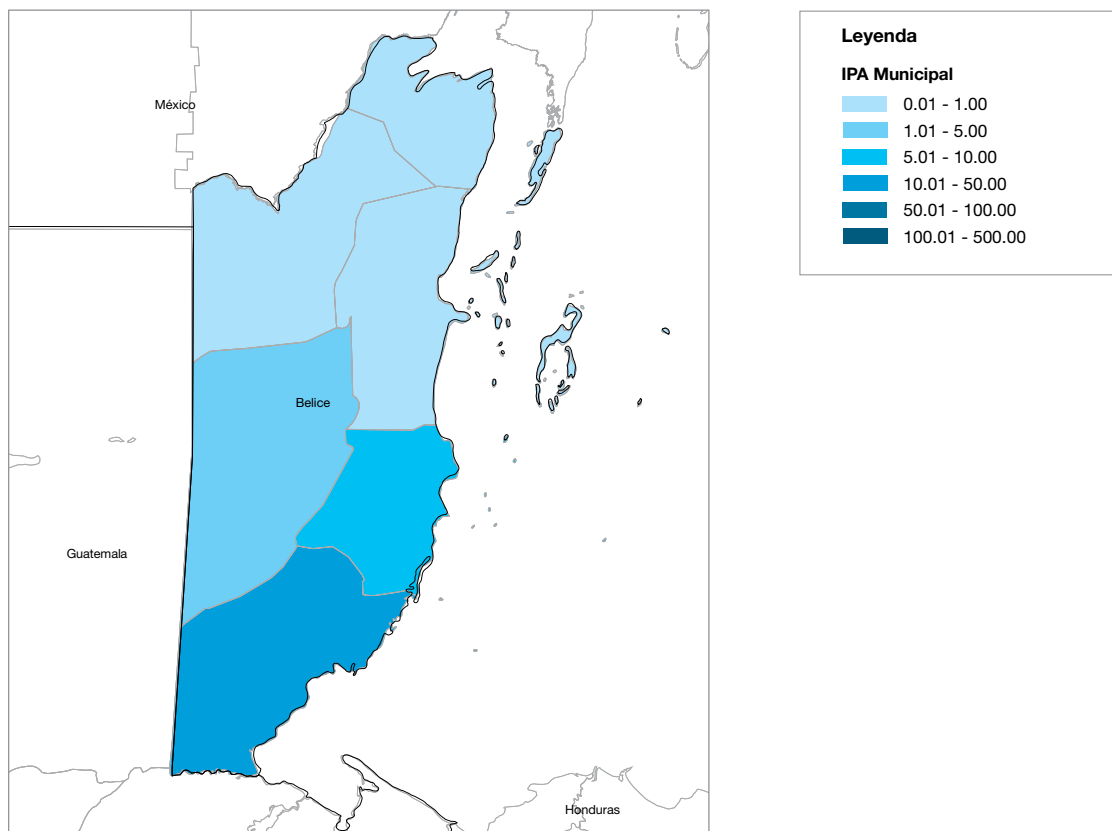 México
Belice
Guatemala
Honduras
Leyenda
IPA Municipal
0.01 - 1.00
1.01 - 5.00
5.01 - 10.00
10.01 - 50.00
50.01 - 100.00
100.01 - 500.00